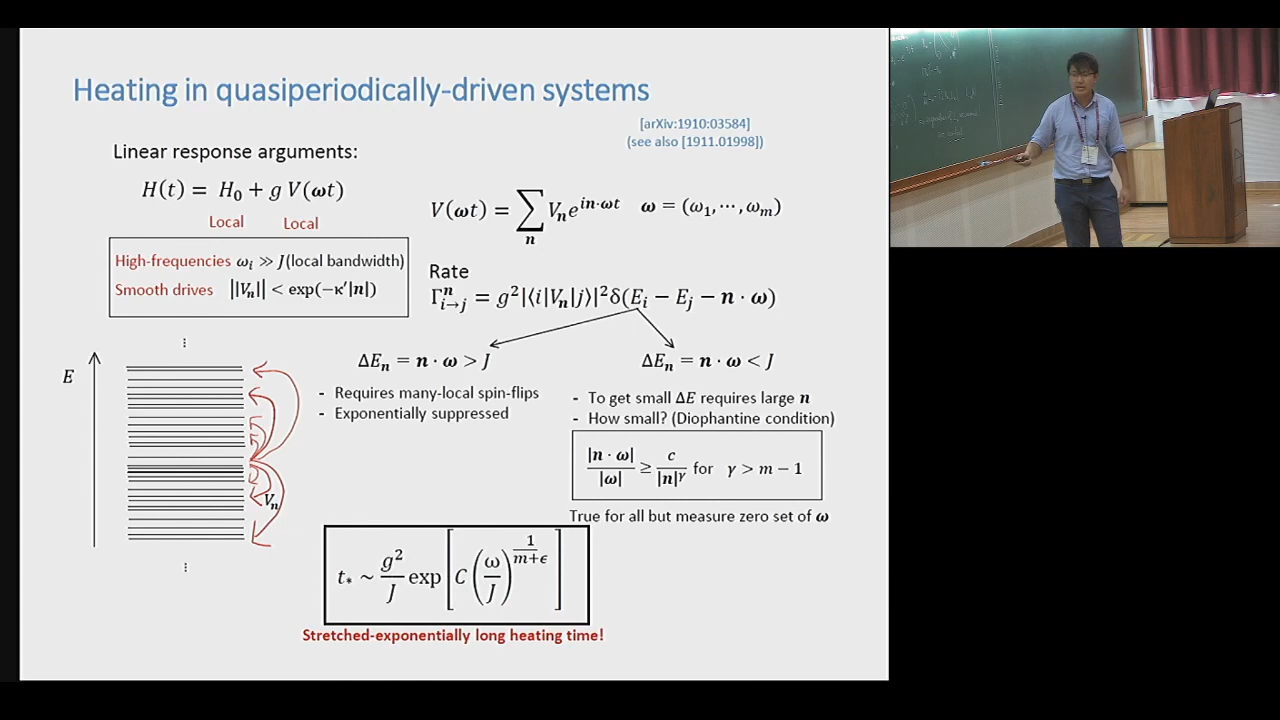 Heating in quasiperiodically-driven systems
[arXiv:1910:03584]
(see also [1911.01998])
Linear response arguments:
H(t) = H₀ + g V(ωt)
Local Local
V(ωt) = ∑ₙ Vₙe^{in·ωt} ω = (ω₁, ⋯, ωₘ)
High-frequencies ωᵢ ≫ J(local bandwidth)
Smooth drives ||Vₙ|| < exp(−κ′|n|)
Rate
Γ^{n}_{i→j} = g²|⟨i|Vₙ|j⟩|²δ(Eᵢ − Eⱼ − n · ω)
⋮
E
Vₙ
⋮
ΔEₙ = n · ω > J
- Requires many-local spin-flips
- Exponentially suppressed
ΔEₙ = n · ω < J
- To get small ΔE requires large n
- How small? (Diophantine condition)
|n · ω| / |ω| ≥ c / |n|^γ for γ > m − 1
True for all but measure zero set of ω
t∗ ~ g²/J exp[C(ω/J)^{1/(m+ϵ)}]
Stretched-exponentially long heating time!